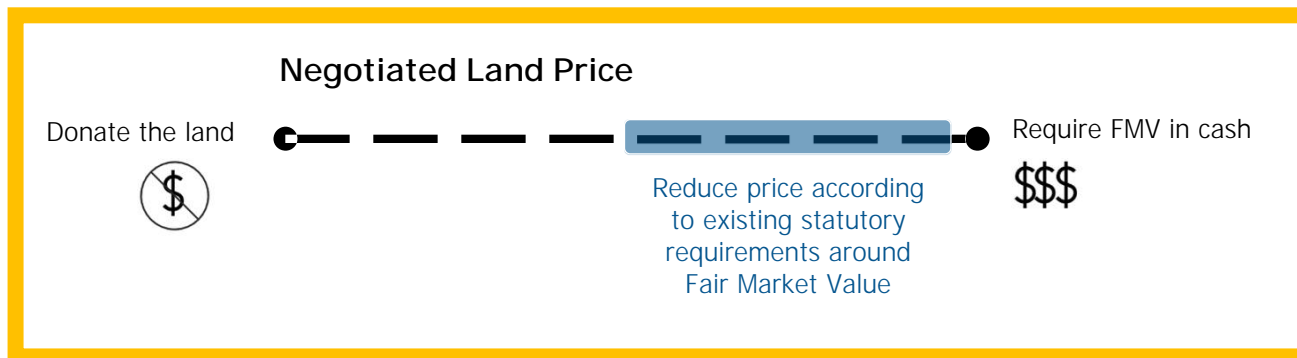 Negotiated Land Price
Donate the land
Require FMV in cash
$
$$$
Reduce price according
to existing statutory
requirements around
Fair Market Value